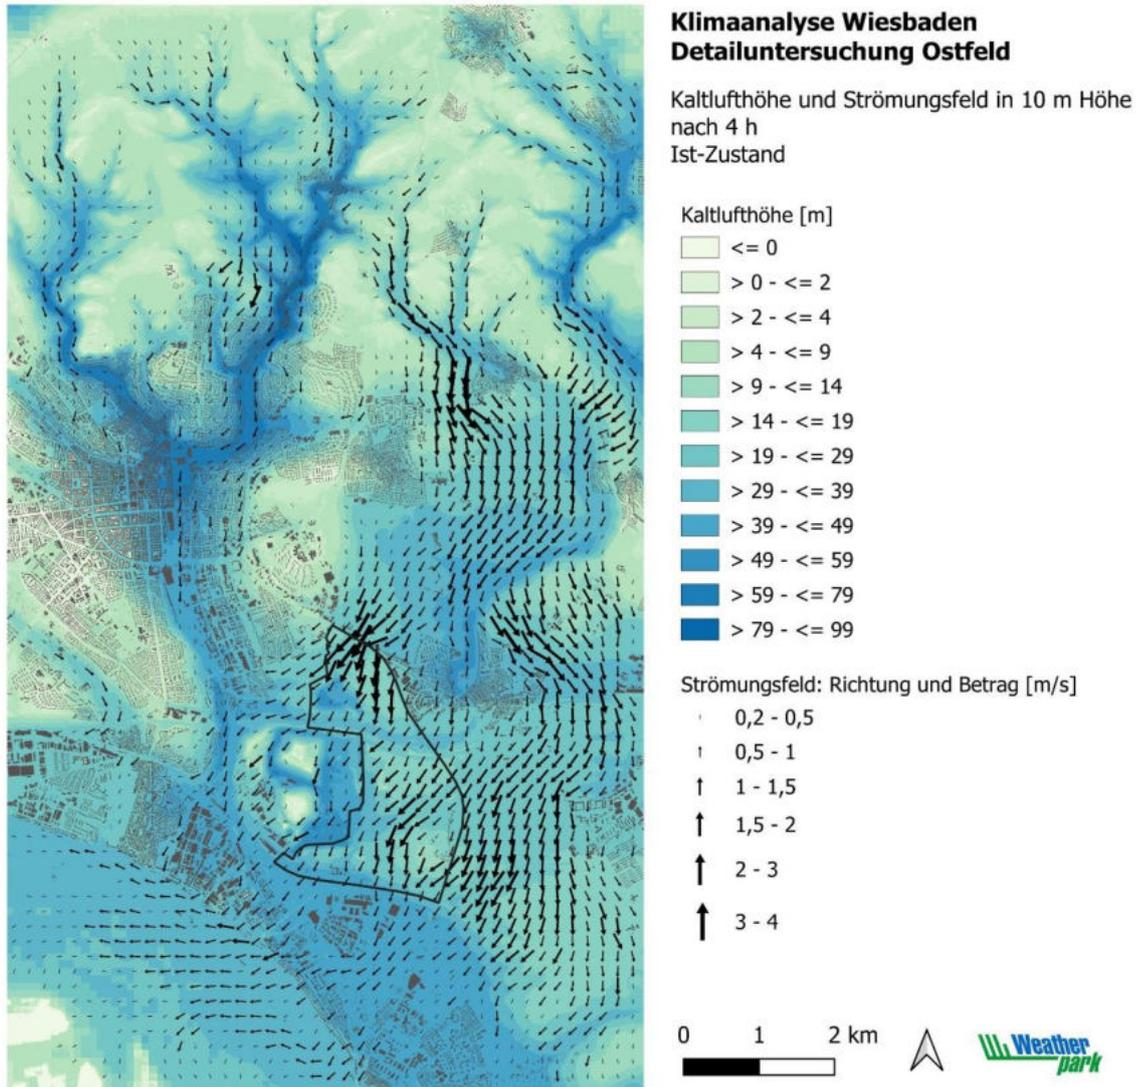 Klimaanalyse Wiesbaden
Detailuntersuchung Ostfeld
Kaltlufthöhe und Strömungsfeld in 10 m Höhe
nach 4 h
Ist-Zustand
Kaltlufthöhe [m]
<= 0
> 0 - <= 2
> 2 - <= 4
> 4 - <= 9
> 9 - <= 14
> 14 - <= 19
> 19 - <= 29
> 29 - <= 39
> 39 - <= 49
> 49 - <= 59
> 59 - <= 79
> 79 - <= 99
Strömungsfeld: Richtung und Betrag [m/s]
0,2 - 0,5
0,5 - 1
1 - 1,5
1,5 - 2
2 - 3
3 - 4
0 1 2 km
Weather
park